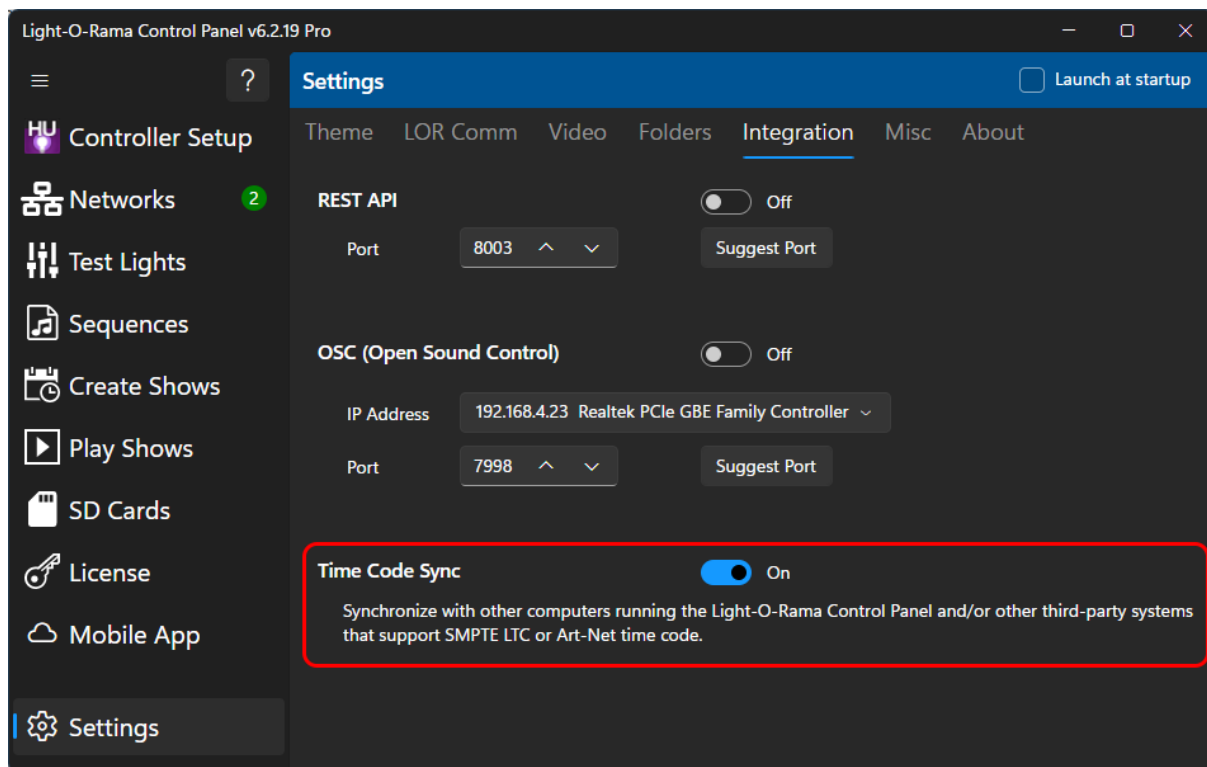 Light-O-Rama Control Panel v6.2.19 Pro
?
Settings
Launch at startup
HU
Controller Setup
Networks
2
Test Lights
Sequences
Create Shows
Play Shows
SD Cards
License
Mobile App
Settings
Theme LOR Comm Video Folders Integration Misc About
REST API
Off
Port
8003
Suggest Port
OSC (Open Sound Control)
Off
IP Address
192.168.4.23 Realtek PCIe GBE Family Controller
Port
7998
Suggest Port
Time Code Sync
On
Synchronize with other computers running the Light-O-Rama Control Panel and/or other third-party systems
that support SMPTE LTC or Art-Net time code.